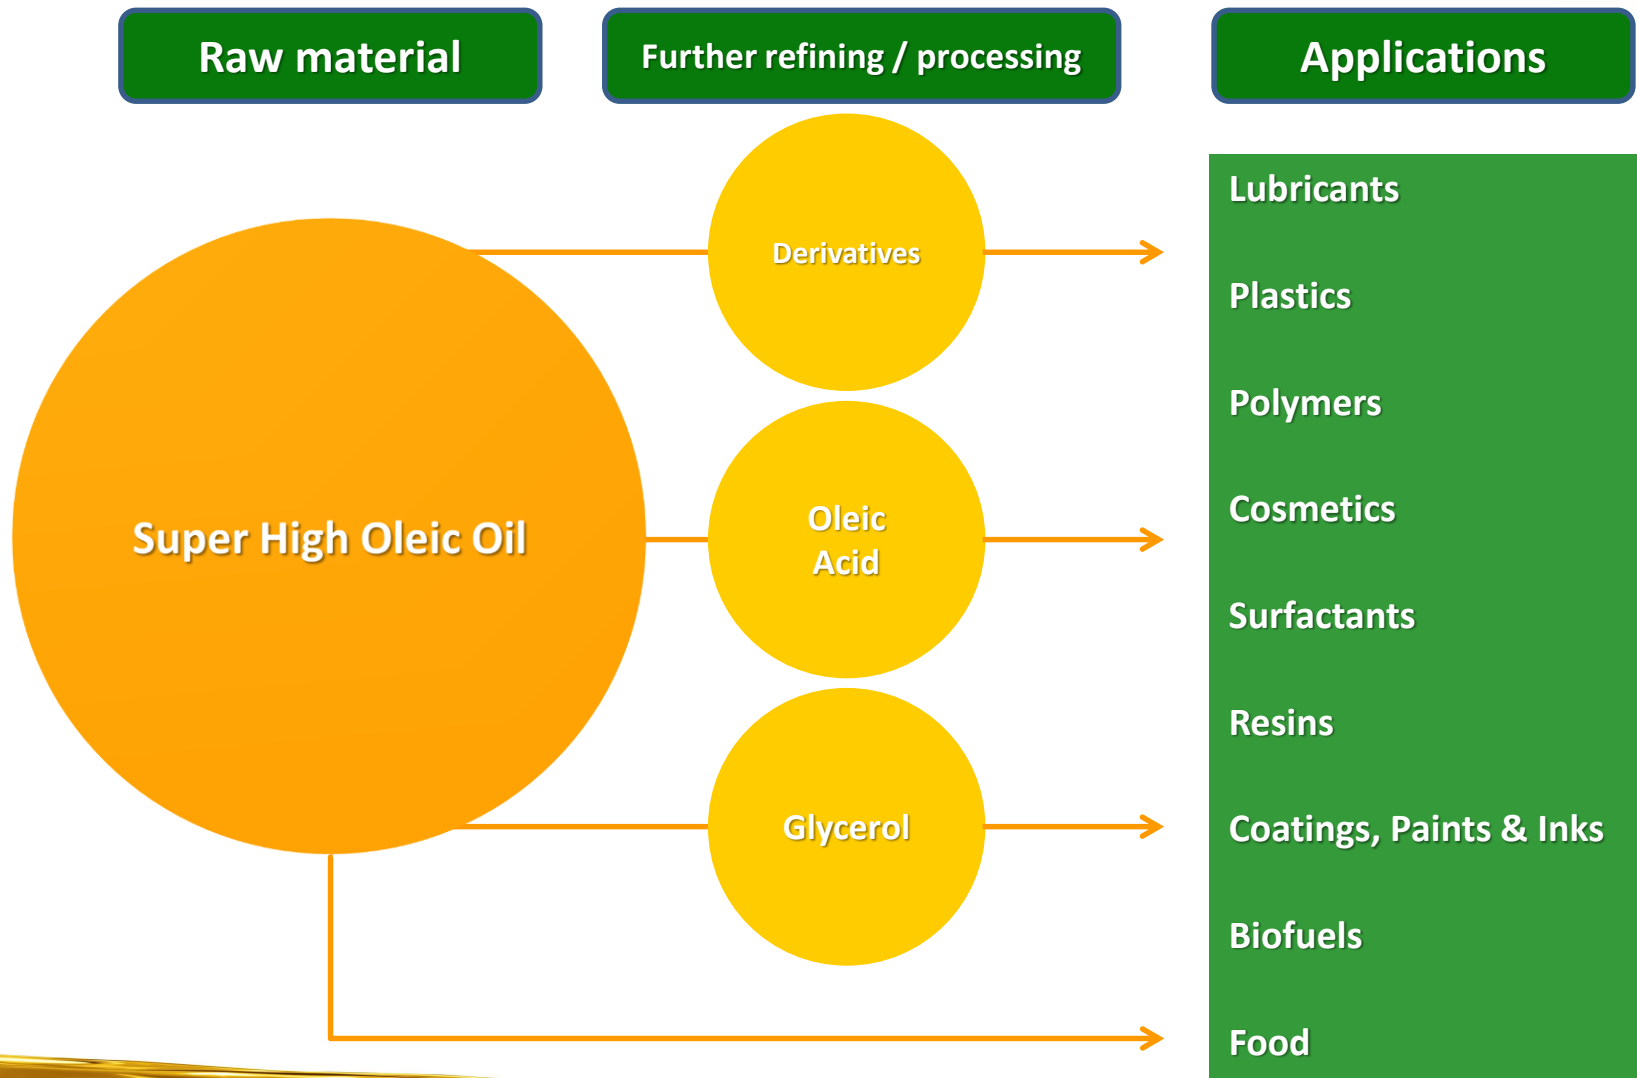 Raw material
Further refining / processing
Applications
Derivatives
Super High Oleic Oil
Oleic
Acid
Glycerol
Lubricants
Plastics
Polymers
Cosmetics
Surfactants
Resins
Coatings, Paints & Inks
Biofuels
Food